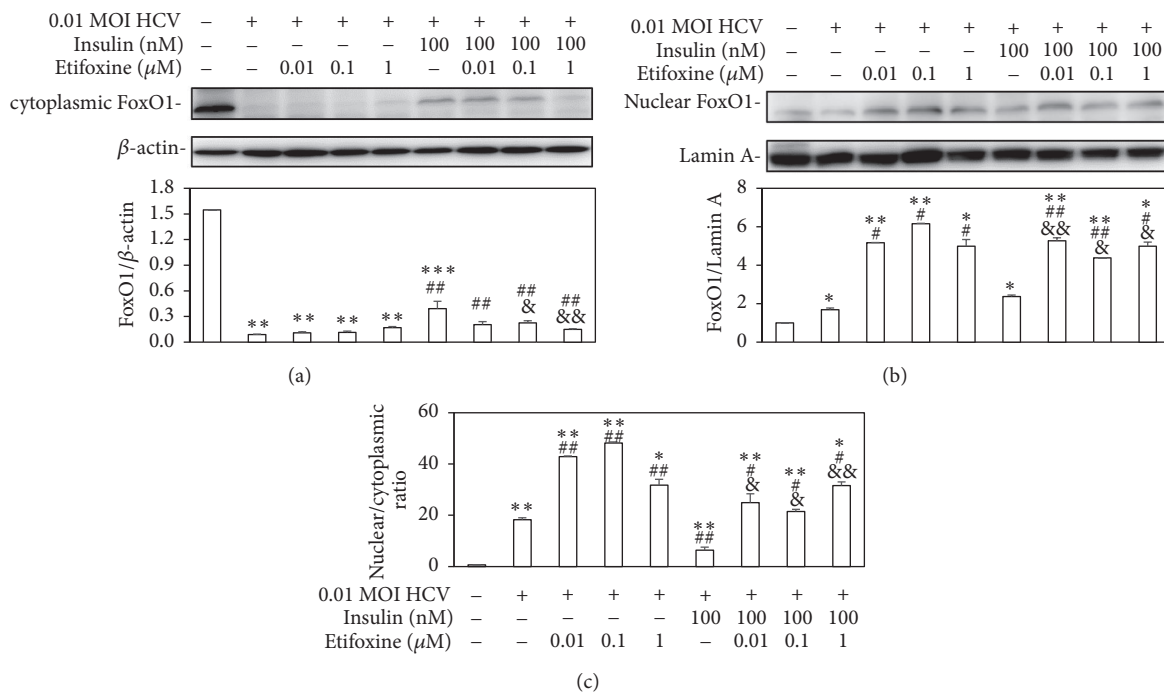 0.01 MOI HCV – + + + + + + + +
Insulin (nM) – – – – – 100 100 100 100
Etifoxine (μM) – – 0.01 0.1 1 – 0.01 0.1 1
cytoplasmic FoxO1-
β-actin-
FoxO1/β-actin
1.8
1.5
1.2
0.9
0.6
0.3
0.0
** ** ** ** *** ## ## ## & ## &&
(a)
0.01 MOI HCV – + + + + + + + +
Insulin (nM) – – – – – 100 100 100 100
Etifoxine (μM) – – 0.01 0.1 1 – 0.01 0.1 1
Nuclear FoxO1-
Lamin A-
FoxO1/Lamin A
8
6
4
2
0
* ** # ** # * # * ** ## && ** ## & * # &
(b)
Nuclear/cytoplasmic
ratio
60
40
20
0
** ** ## ** ## * ## ** ## ** # & ** # & * # &&
0.01 MOI HCV – + + + + + + + +
Insulin (nM) – – – – – 100 100 100 100
Etifoxine (μM) – – 0.01 0.1 1 – 0.01 0.1 1
(c)